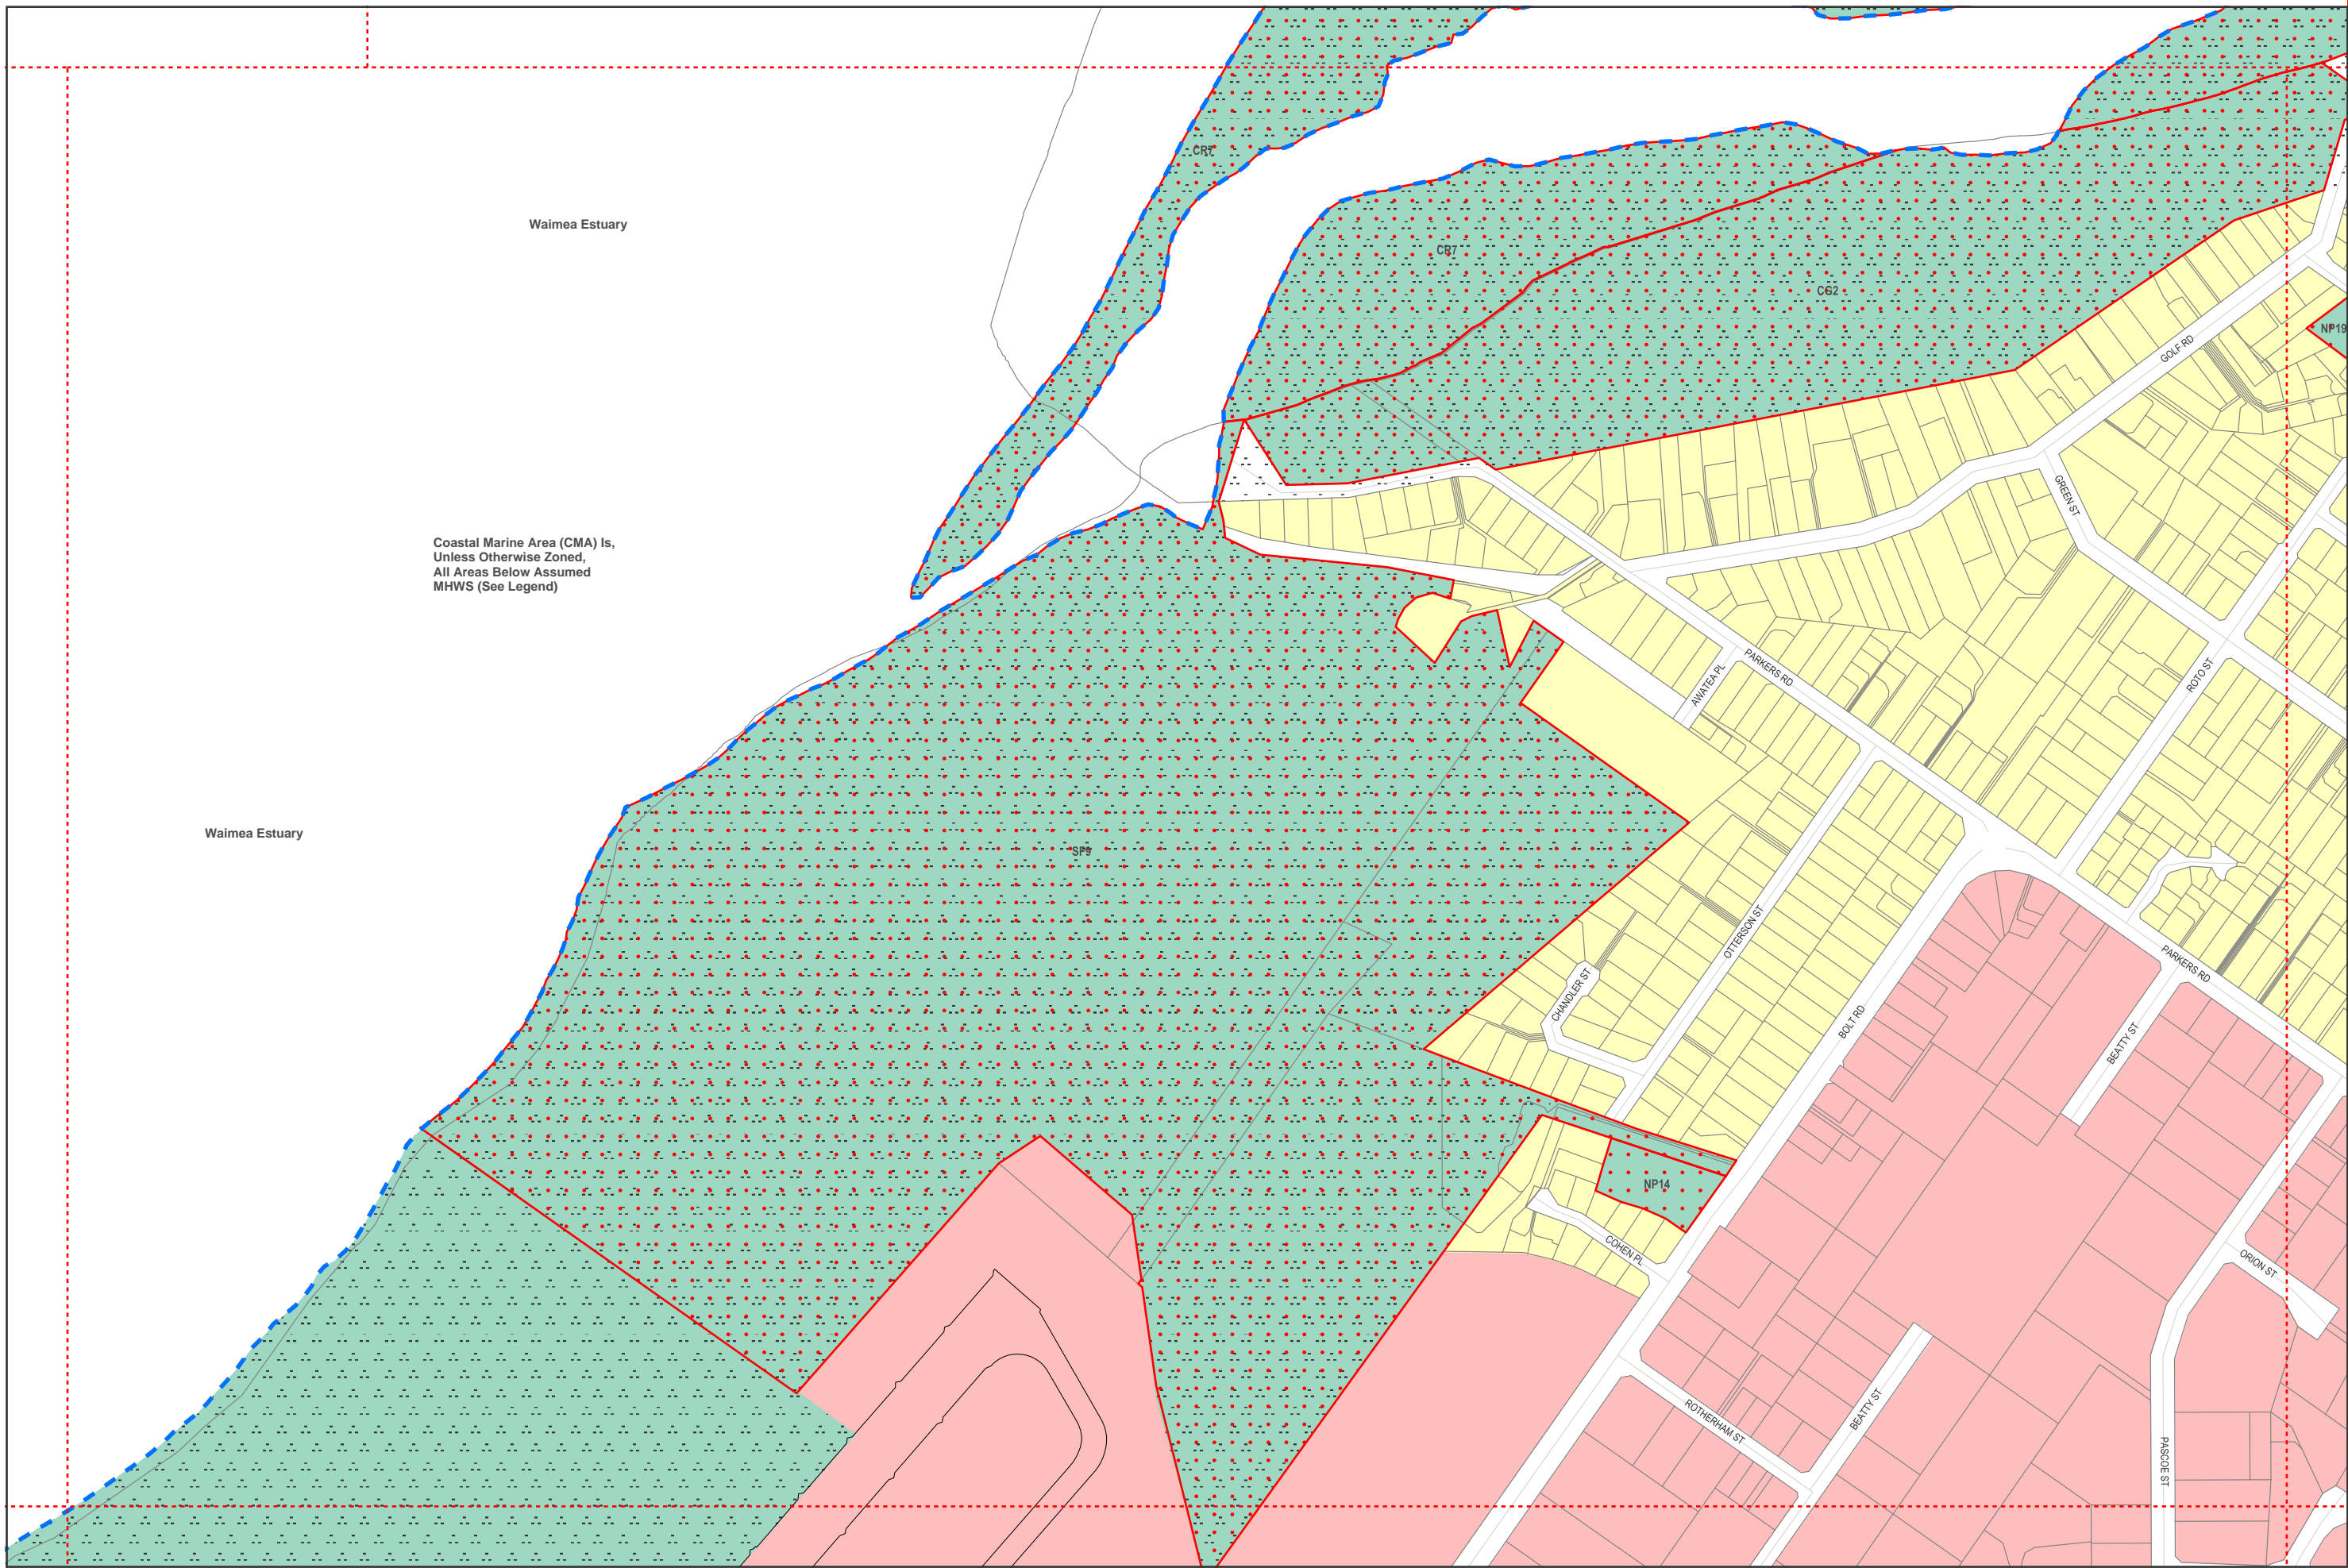 CR7
Waimea Estuary
CR7
CG2
NP19
GOLF RD
GREEN ST
Coastal Marine Area (CMA) Is,
Unless Otherwise Zoned,
All Areas Below Assumed
MHWS (See Legend)
PARKERS RD
AWATEA PL
ROTO ST
Waimea Estuary
SF9
OTTERSON ST
CHANDLER ST
PARKERS RD
BOLT RD
BEATTY ST
NP14
COHEN PL
ORION ST
ROTHERHAM ST
BEATTY ST
PASCOE ST